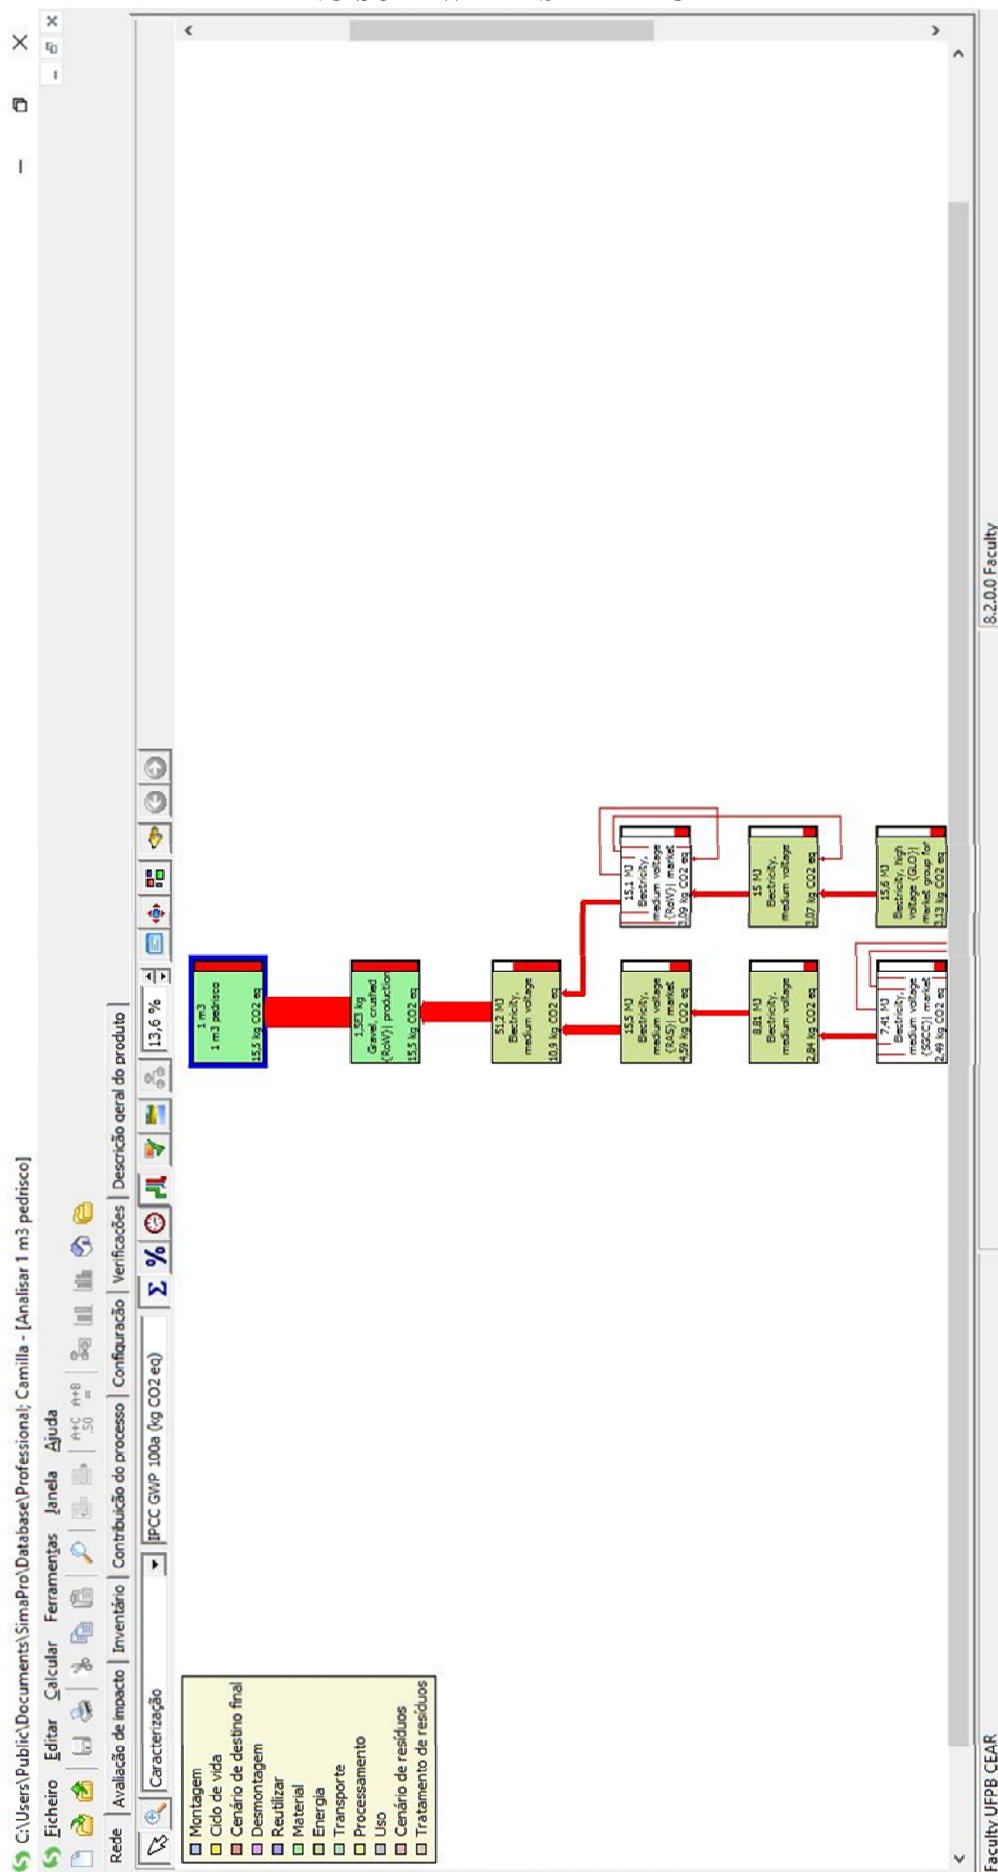 C:\Users\Public\Documents\SimaPro\Database\Professional; Camilla - [Analisar 1 m3 pedrisco]
Ficheiro Editar Calcular Ferramentas Janela Ajuda
A+C .50 A+B =
Rede Avaliação de impacto Inventário Contribuição do processo Configuração Verificações Descrição geral do produto
Caracterização IPCC GWP 100a (kg CO2 eq) Σ % 13,6 %
Montagem
Ciclo de vida
Cenário de destino final
Desmontagem
Reutilizar
Material
Energia
Transporte
Processamento
Uso
Cenário de resíduos
Tratamento de resíduos
1 m3
1 m3 pedrisco
15,5 kg CO2 eq
kg
Gravel, crushed
{RoW}| production
15,5 kg CO2 eq
51,2 MJ
Electricity,
medium voltage
10,9 kg CO2 eq
15,5 MJ
Electricity,
medium voltage
{RAS}| market
4,59 kg CO2 eq
15,1 MJ
Electricity,
medium voltage
{RoW}| market
3,09 kg CO2 eq
8,81 MJ
Electricity,
medium voltage
2,84 kg CO2 eq
15 MJ
Electricity,
medium voltage
3,07 kg CO2 eq
7,41 MJ
Electricity,
medium voltage
{SGCC}| market
2,49 kg CO2 eq
15,6 MJ
Electricity, high
voltage {GLO}|
market group for
3,13 kg CO2 eq
Faculty UFPB CEAR 8.2.0.0 Faculty